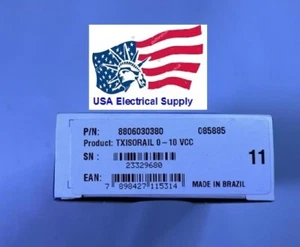 USA Electrical Supply
P/N: 8806030380 085885
Product: TXISORAIL 0-10 VCC
SN :
23329680
11
EAN:
7 898427 115314
MADE IN BRAZIL